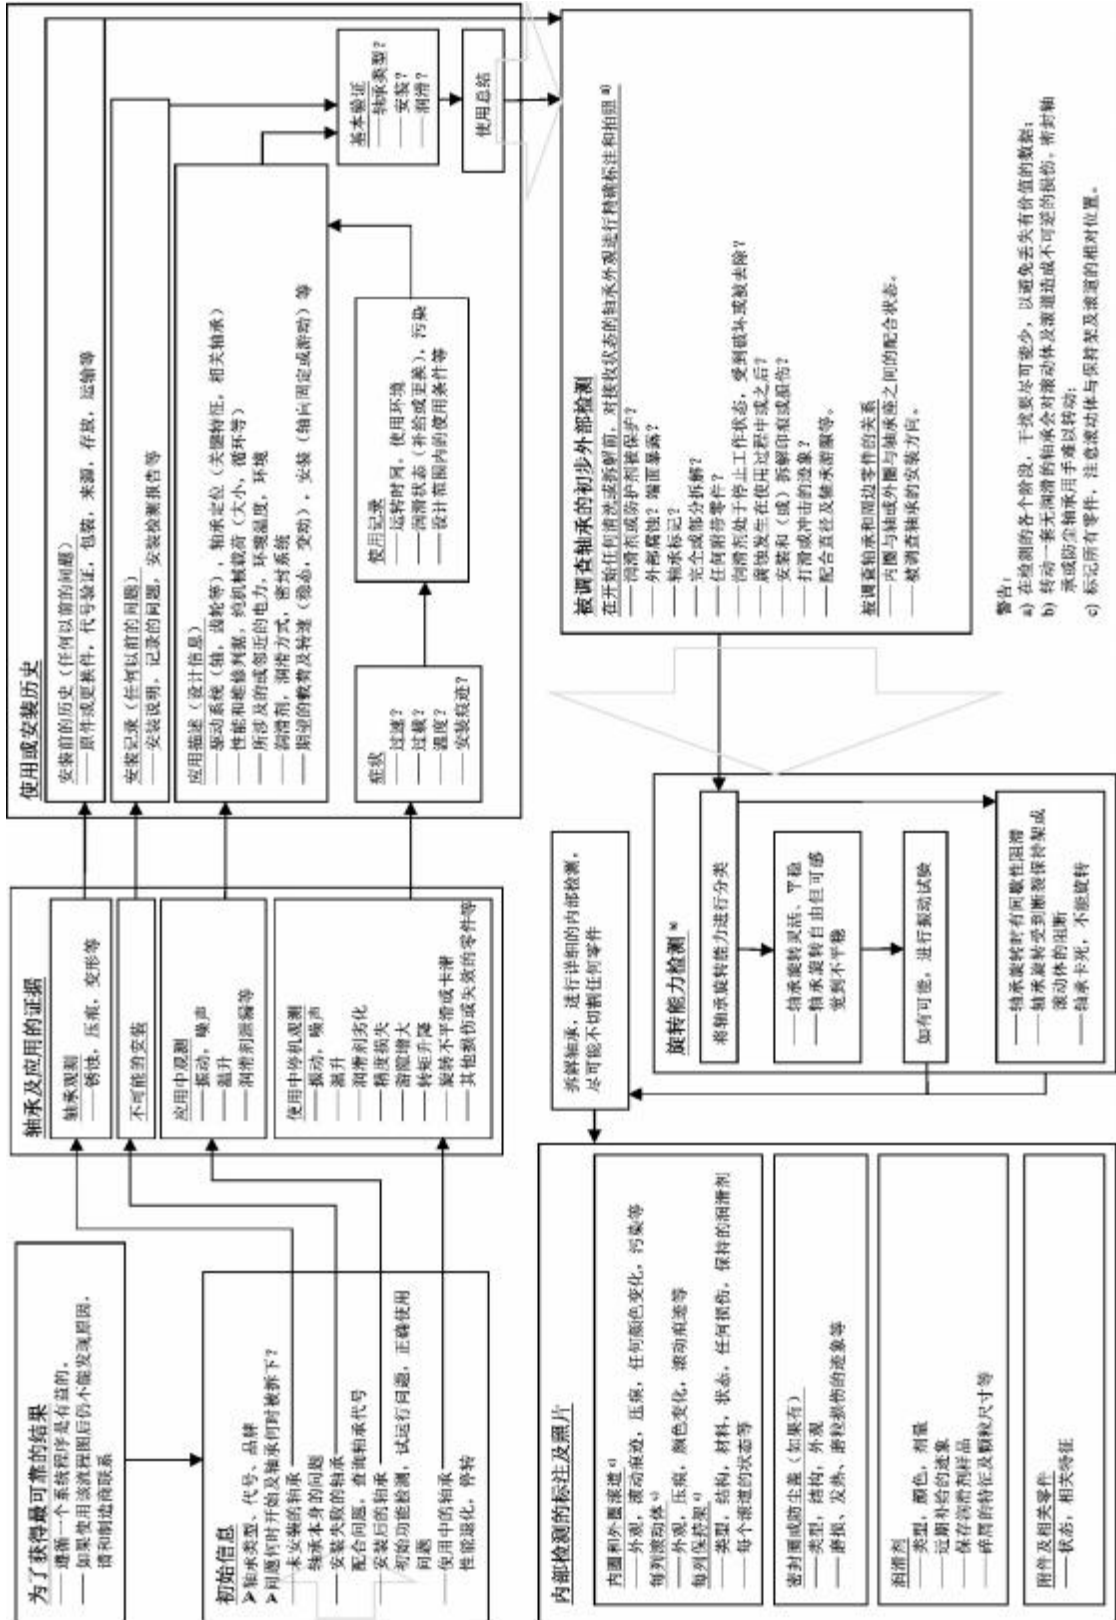 为了获得最可靠的结果
——遵循一个系统程序是有益的。
——如果使用该流程图后仍不能发现原因，
请和制造商联系
初始信息
➤轴承类型、代号、品牌
➤问题何时开始及轴承何时被拆下?
——未安装的轴承
轴承本身的问题
——安装失败的轴承
配合问题，查询轴承代号
——安装后的轴承
初始功能检测，试运行问题，正确使用
问题
——使用中的轴承
性能退化，停转
轴承及应用的证据
轴承观测
——锈蚀，压痕，变形等
不可能的安装
应用中观测
——振动，噪声
——温升
——润滑剂泄漏等
使用中停机观测
——振动，噪声
——温升
——润滑剂劣化
——精度损失
——游隙增大
——转矩升降
——旋转不平滑或卡滞
——其他损伤或失效的零件等
使用或安装历史
安装前的历史（任何以前的问题）
——原件或更换件，代号验证，包装，来源，存放，运输等
安装记录（任何以前的问题）
——安装说明，记录的问题，安装检测报告等
应用描述（设计信息）
——驱动系统（轴，齿轮等），轴承定位（关键特征，相关轴承）
——性能和维修判据，纯机械载荷（大小，循环等）
——所涉及的或邻近的电力，环境温度，环境
——润滑剂，润滑方式，密封系统
——期望的载荷及转速（稳态，变动），安装（轴向固定或游动）等
症状
——过速?
——过载?
——温度?
——安装痕迹?
使用记录
——运转时间，使用环境
——润滑状态（补给或更换），污染
——设计范围内的使用条件等
基本验证
——轴承类型?
——安装?
——润滑?
使用总结
被调查轴承的初步外部检测
在开始任何清洗或拆解前，对接收状态的轴承外观进行精确标注和拍照 a)
——润滑剂或防护剂被保护?
——外部腐蚀? 端面暴露?
——轴承标记?
——完全或部分拆解?
——任何附带零件?
——润滑剂处于停止工作状态，受到破坏或被去除?
——腐蚀发生在使用过程中或之后?
——安装和（或）拆解印痕或损伤?
——打滑或冲击的迹象?
——配合直径及轴承游隙等。
被调查轴承和周边零件的关系
——内圈与轴或外圈与轴承座之间的配合状态。
——被调查轴承的安装方向。
警告：
a) 在检测的各个阶段，干扰要尽可能少，以避免丢失有价值的数据；
b) 转动一套无润滑的轴承会对滚动体及滚道造成不可逆的损伤。密封轴
承或防尘轴承用手难以转动；
c) 标记所有零件，注意滚动体与保持架及滚道的相对位置。
旋转能力检测
将轴承旋转能力进行分类
——轴承旋转灵活、平稳
——轴承旋转自由但可感
觉到不平稳
如有可能，进行振动试验
——轴承旋转时有间歇性阻滞
——轴承旋转受到断裂保持架或
滚动体的阻断
——轴承卡死，不能旋转
拆解轴承，进行详细的内部检测，
尽可能不切割任何零件
内部检测的标注及照片
内圈和外圈滚道 c)
——外观，滚动痕迹，压痕，任何颜色变化，污染等
每列滚动体 c)
——外观，压痕，颜色变化，滚动痕迹等
每列保持架 c)
——类型，结构，材料，状态，任何损伤，保持的润滑剂
——每个滚道的状态等
密封圈或防尘盖（如果有）
——类型，结构，外观
——磨损、发热、磨粒损伤的迹象等
润滑剂
——类型，颜色，剂量
——近期补给的迹象
——保存润滑剂样品
——碎屑的特征及颗粒尺寸等
附件及相关零件
——状态，相关特征